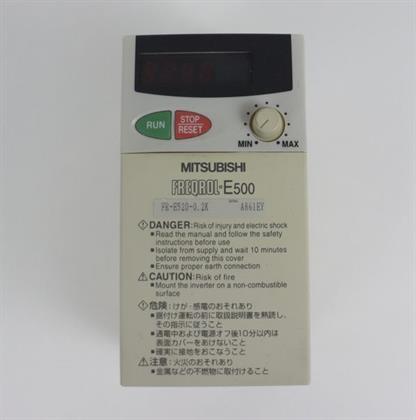 RUN
STOP
RESET
MIN
MAX
MITSUBISHI
FREQROL-E500
FR-E520-0.2K
DANGER: Risk of injury and electric shock
■ Read the manual and follow the safety
instructions before use
■ Isolate from supply and wait 10 minutes
before removing this cover
■ Ensure proper earth connection
CAUTION: Risk of fire
■ Mount the inverter on a non-combustible
surface
危険：けが・感電のおそれあり
■ 据付け運転の前に取扱説明書を熟読し、
その指示に従うこと
■ 通電中および電源オフ後10分以内は
表面カバーをあけないこと
■ 確実に接地をおこなうこと
注意：火災のおそれあり
■ 金属などの不燃物に取付けること